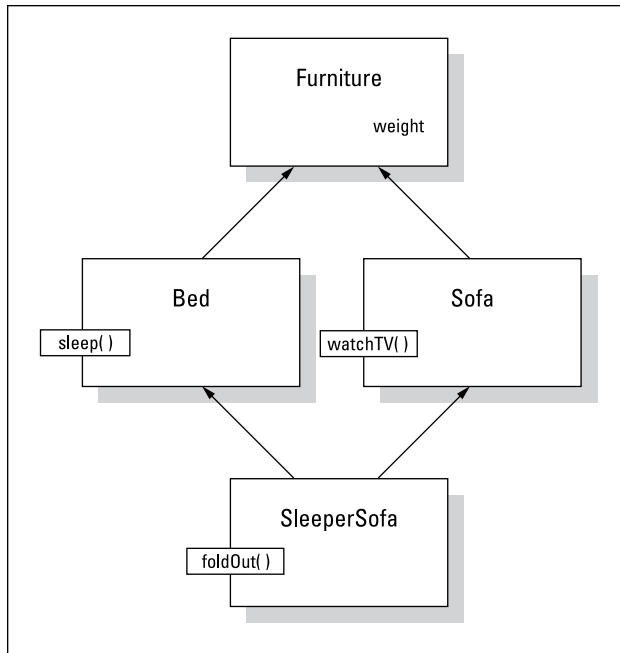 Furniture
weight
Bed
Sofa
sleep( )
watchTV( )
SleeperSofa
foldOut( )